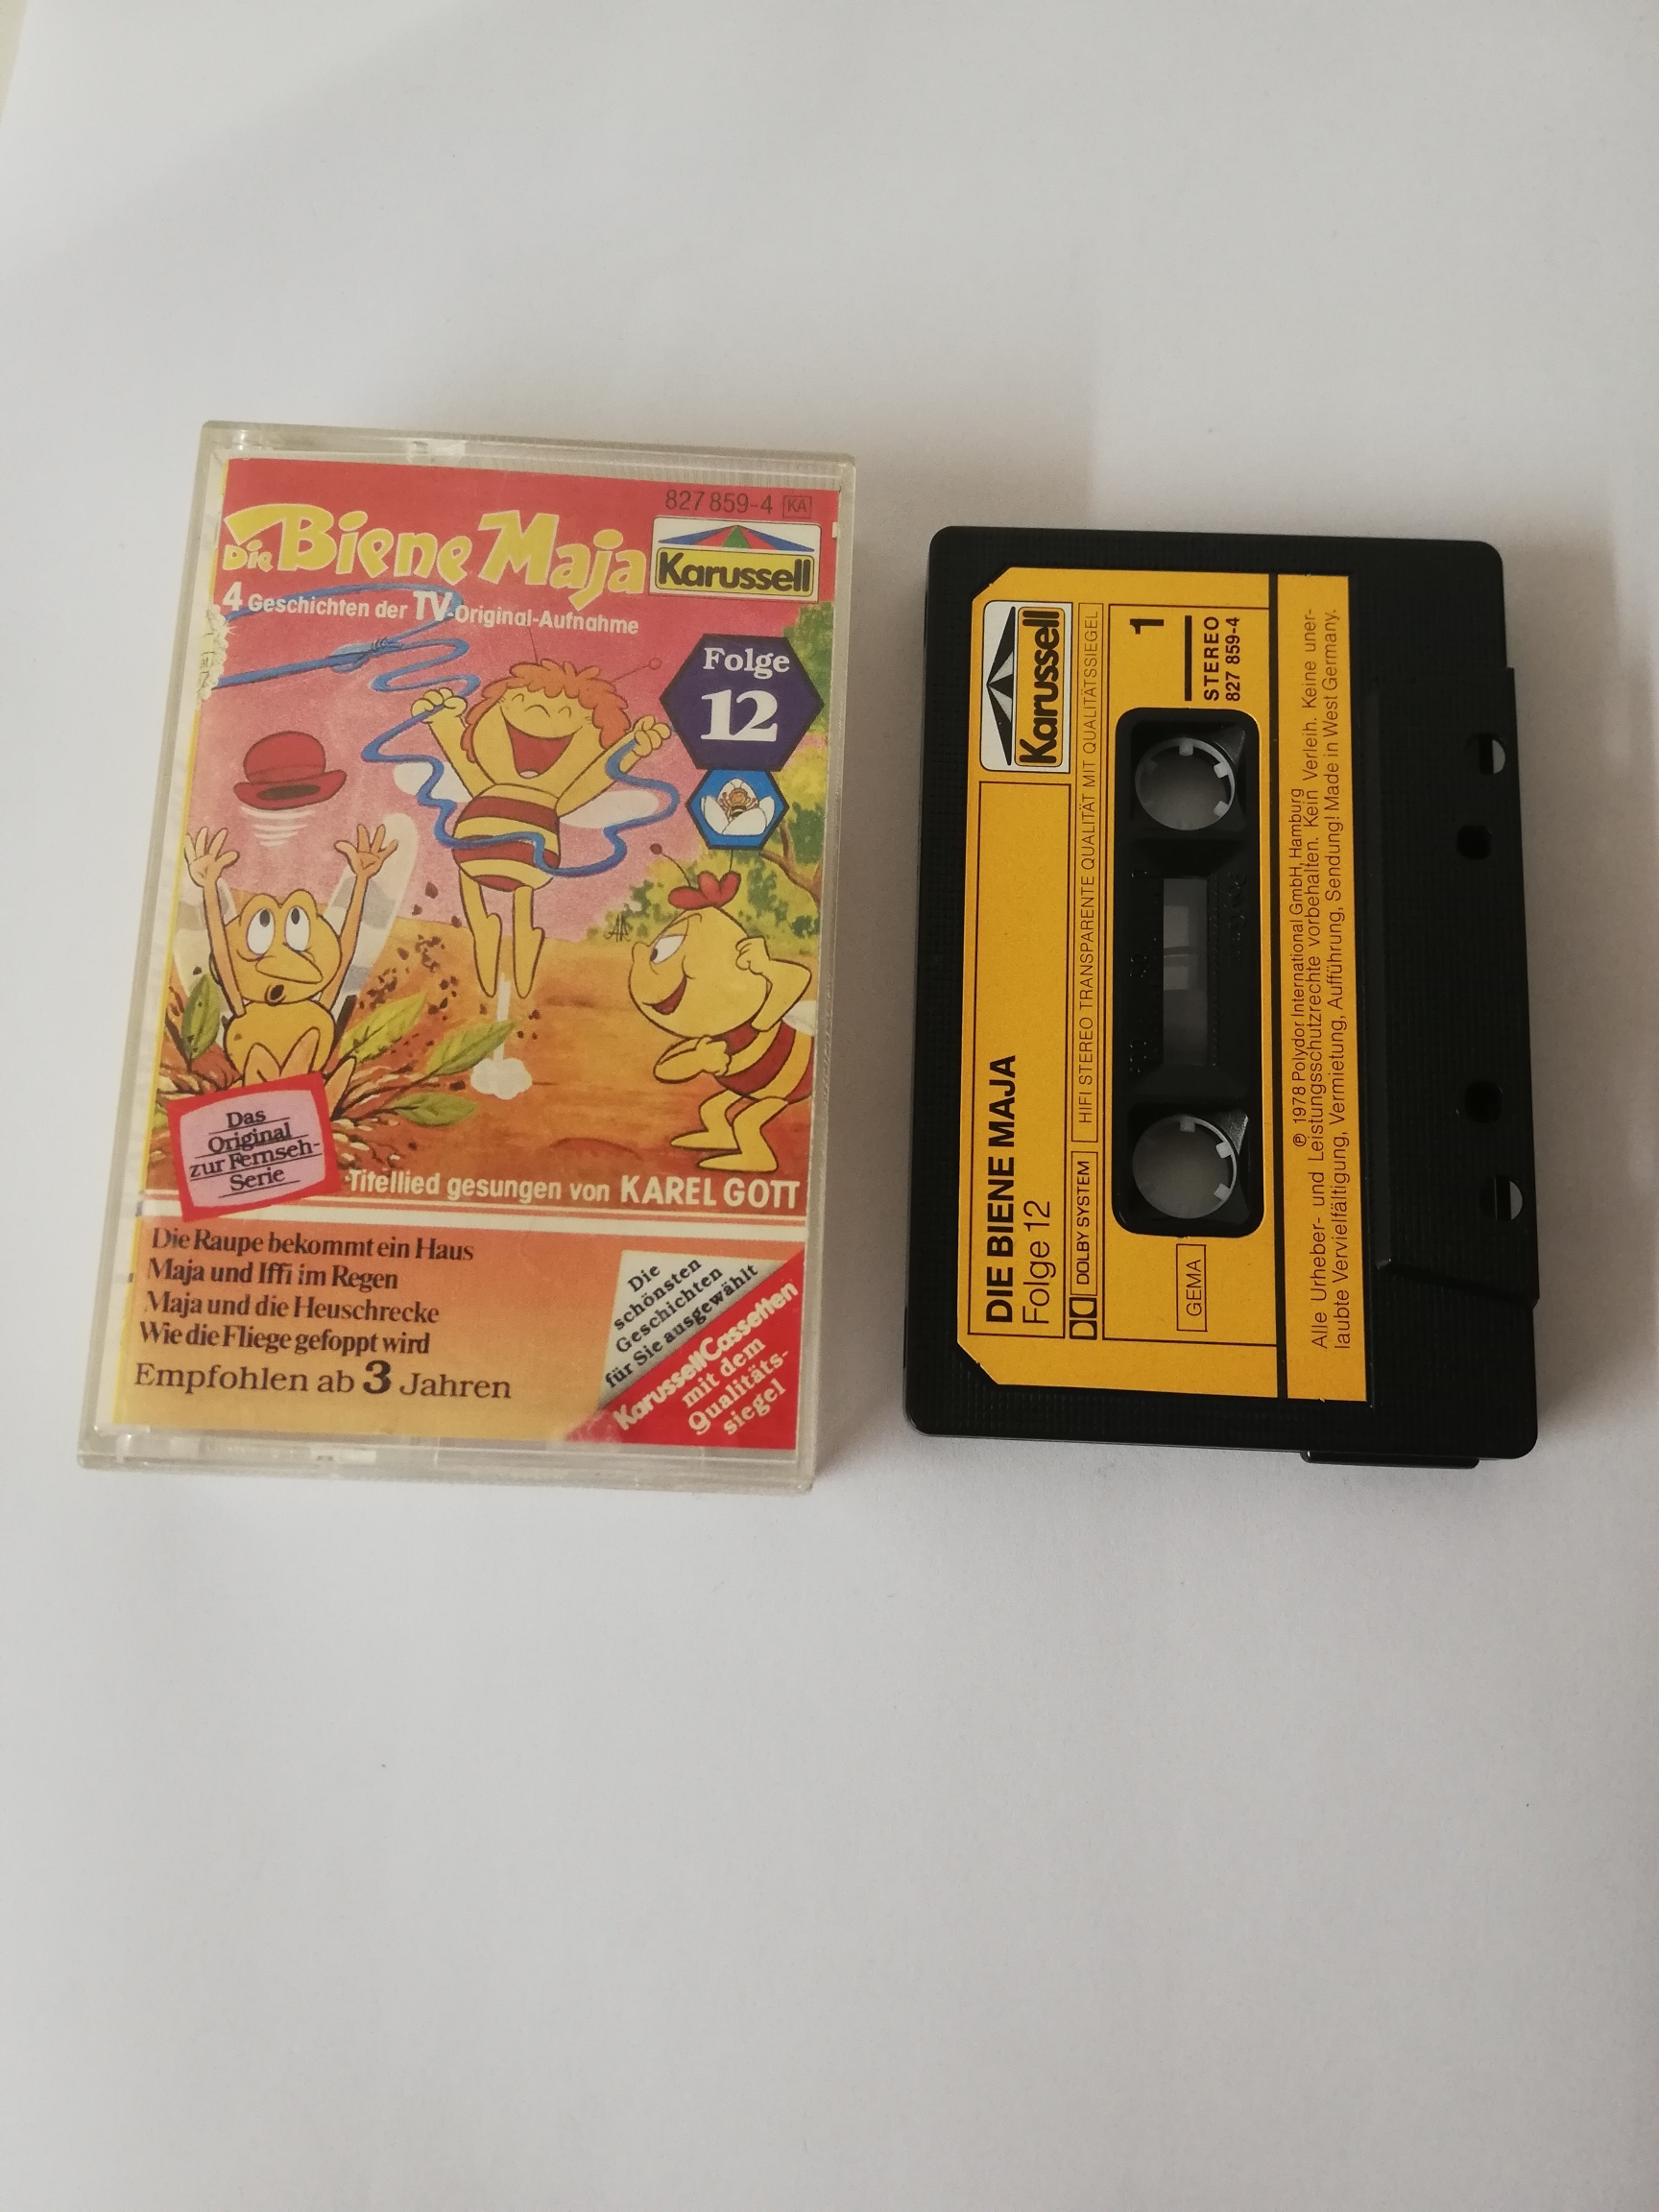 827 859-4 KA
Die Biene Maja
Karussell
4 Geschichten der TV-Original-Aufnahme
Folge
12
Das
Original
zur Fernseh-
Serie
Titellied gesungen von KAREL GOTT
Die Raupe bekommt ein Haus
Maja und Iffi im Regen
Maja und die Heuschrecke
Wie die Fliege gefoppt wird
Empfohlen ab 3 Jahren
Die
schönsten
Geschichten
für Sie ausgewählt
Karussell Cassetten
mit dem
Qualitäts-
siegel
Karussell
DIE BIENE MAJA
Folge 12
DOLBY SYSTEM
HIFI STEREO TRANSPARENTE QUALITÄT MIT QUALITÄTSSIEGEL
1
STEREO
827 859-4
GEMA
℗ 1978 Polydor International GmbH, Hamburg
Alle Urheber- und Leistungsschutzrechte vorbehalten. Kein Verleih. Keine uner-
laubte Vervielfältigung, Vermietung, Aufführung, Sendung! Made in West Germany.